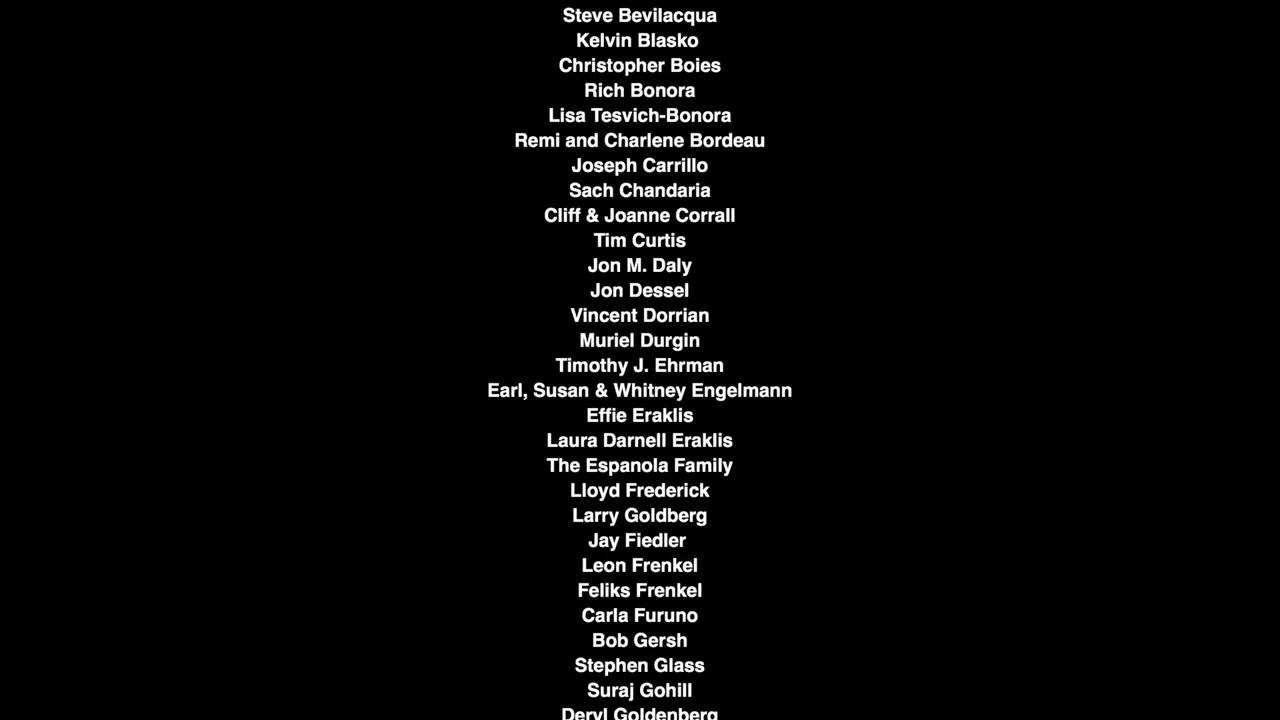 Steve Bevilacqua
Kelvin Blasko
Christopher Boies
Rich Bonora
Lisa Tesvich-Bonora
Remi and Charlene Bordeau
Joseph Carrillo
Sach Chandaria
Cliff & Joanne Corrall
Tim Curtis
Jon M. Daly
Jon Dessel
Vincent Dorrian
Muriel Durgin
Timothy J. Ehrman
Earl, Susan & Whitney Engelmann
Effie Eraklis
Laura Darnell Eraklis
The Espanola Family
Lloyd Frederick
Larry Goldberg
Jay Fiedler
Leon Frenkel
Feliks Frenkel
Carla Furuno
Bob Gersh
Stephen Glass
Suraj Gohill
Deryl Goldenberg